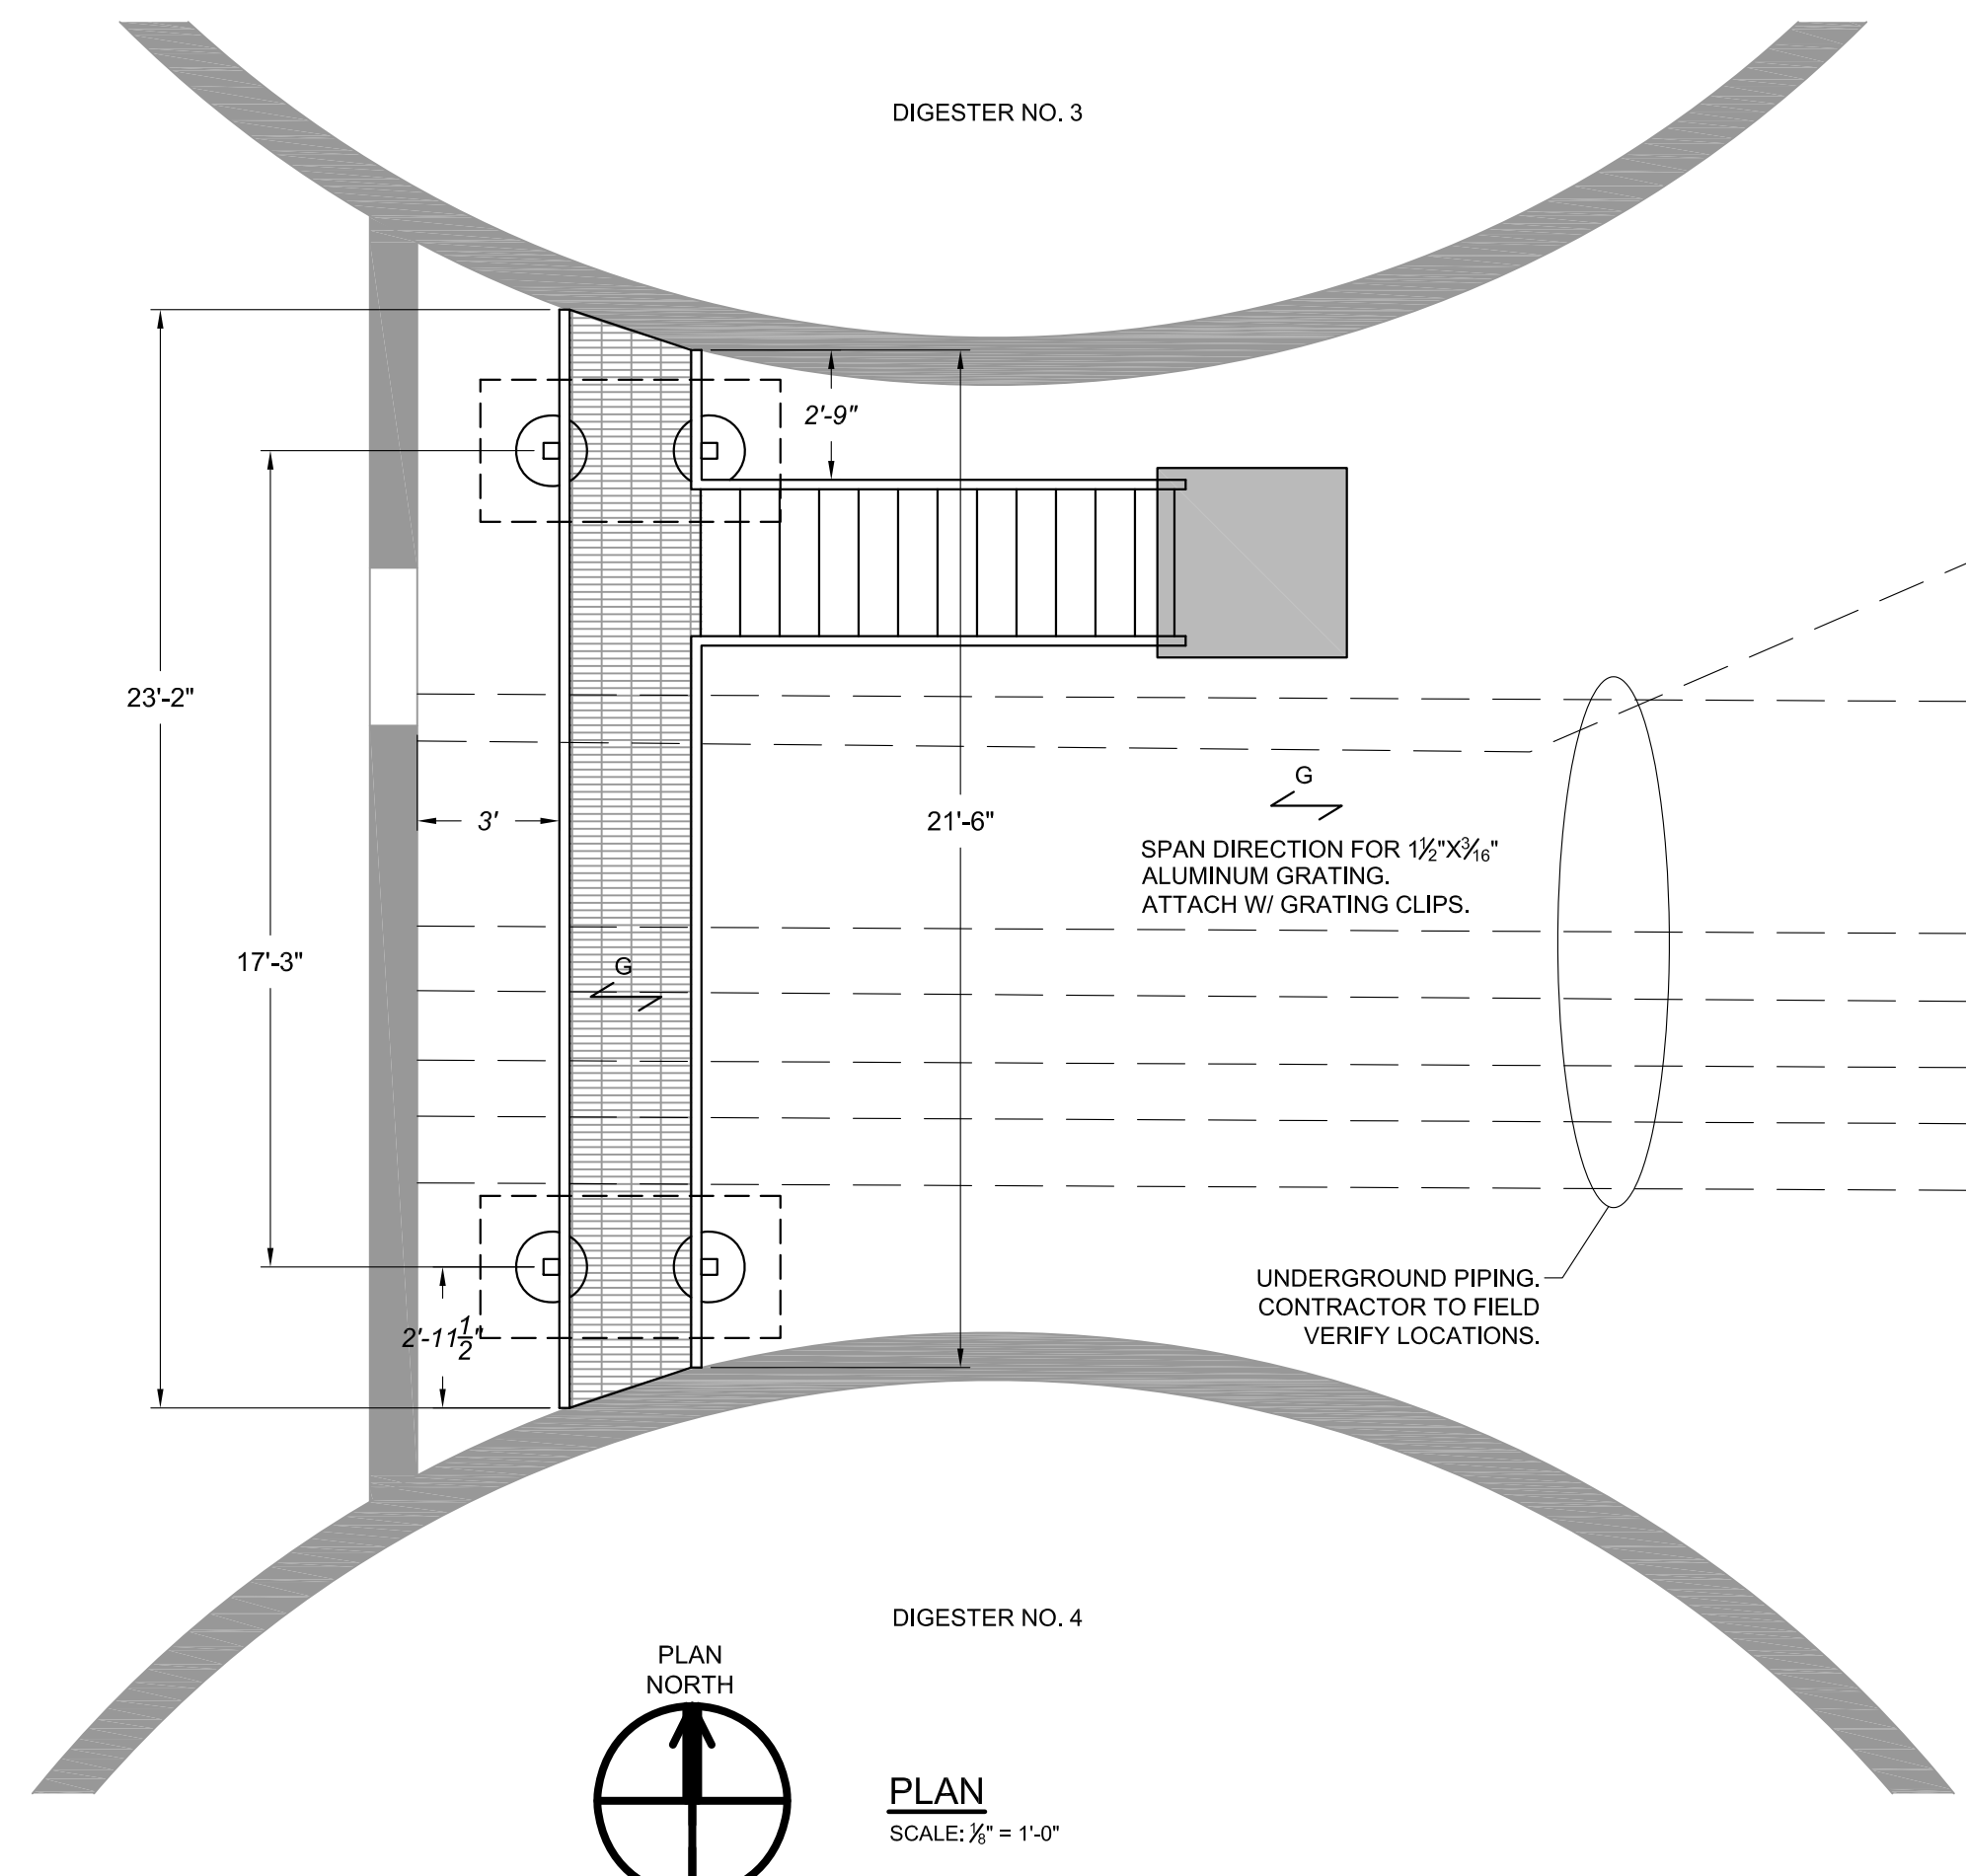 DIGESTER NO. 3
2'-9"
23'-2"
3'
21'-6"
G
SPAN DIRECTION FOR 1½"X3⁄16"
ALUMINUM GRATING.
ATTACH W/ GRATING CLIPS.
17'-3"
G
UNDERGROUND PIPING.
CONTRACTOR TO FIELD
VERIFY LOCATIONS.
2'-11½"
DIGESTER NO. 4
PLAN
NORTH
PLAN
SCALE: ⅛" = 1'-0"